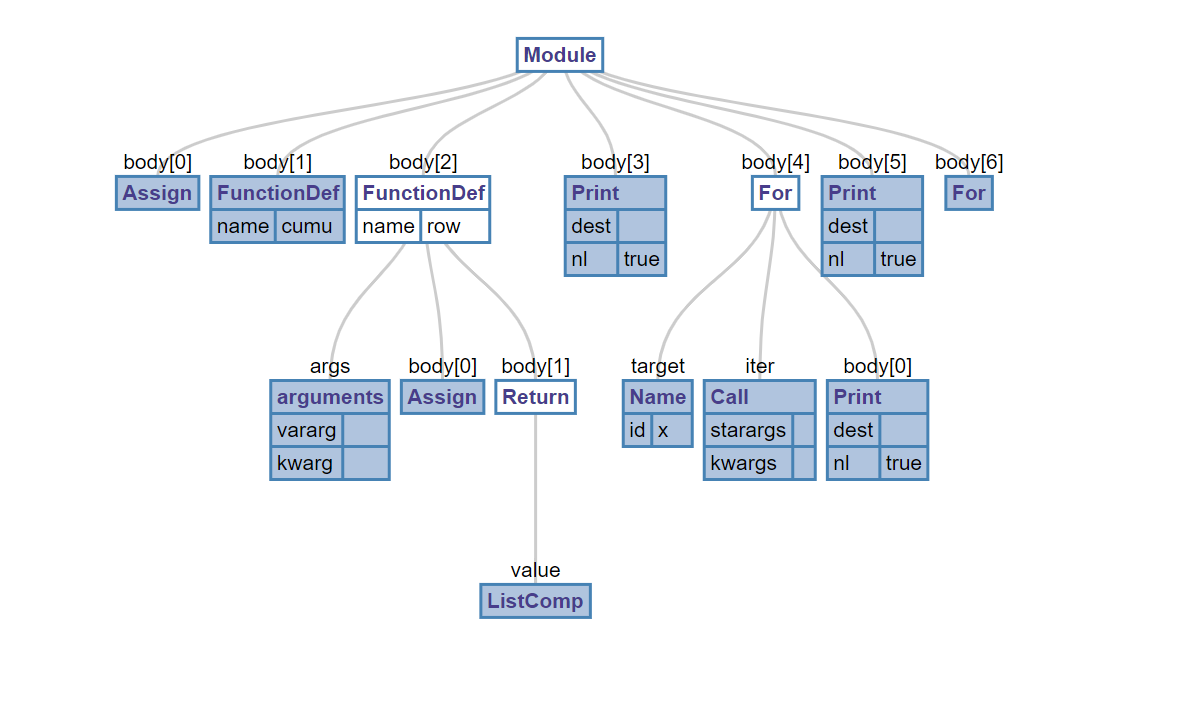 Module
body[0] body[1] body[2] body[3] body[4] body[5] body[6]
Assign FunctionDef FunctionDef Print For Print For
name cumu name row dest dest
nl true nl true
args body[0] body[1] target iter body[0]
arguments Assign Return Name Call Print
vararg id x starargs dest
kwarg kwargs nl true
value
ListComp